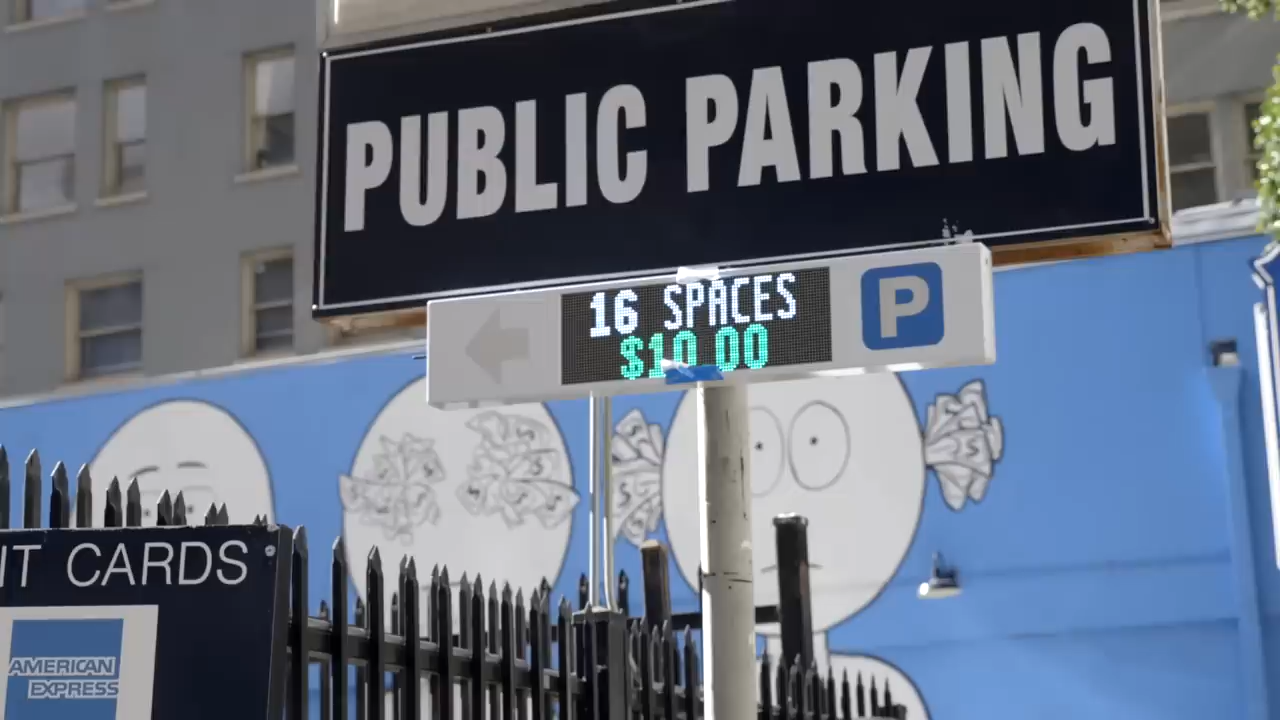 PUBLIC PARKING
16 SPACES
P
$10.00
IT CARDS
AMERICAN
EXPRESS